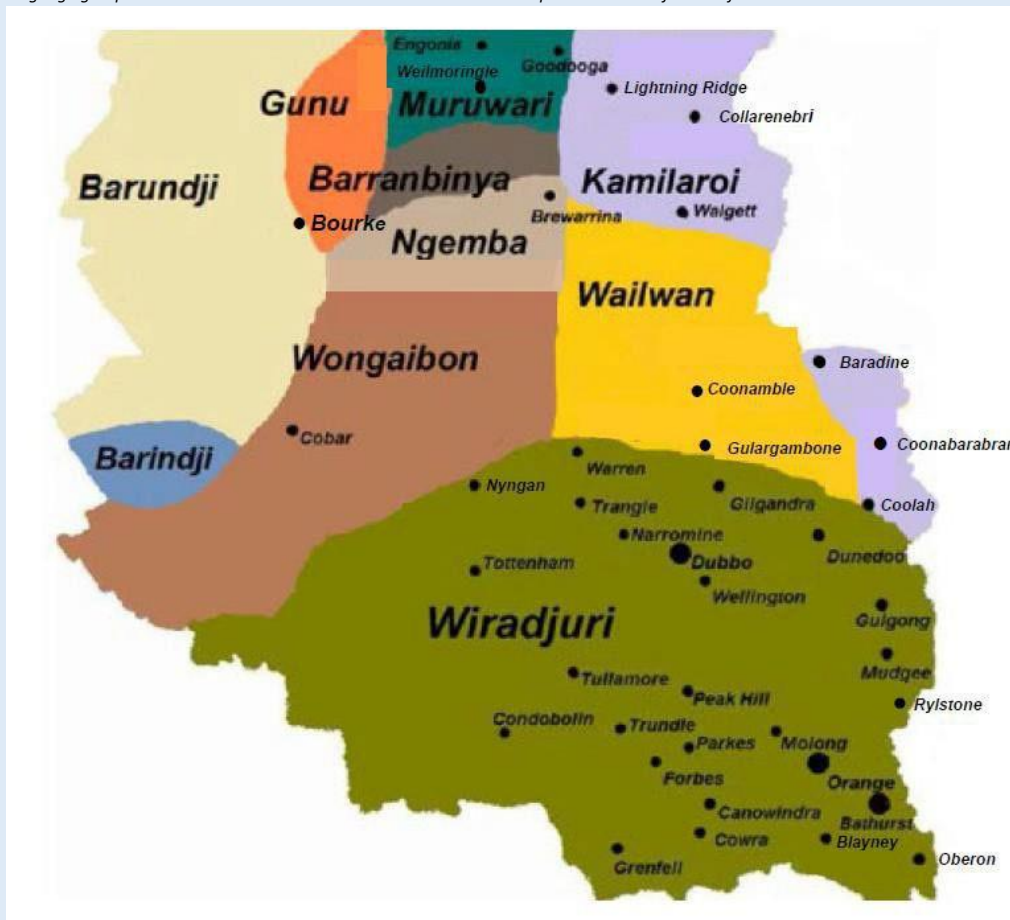 Engonia
Goodooga
Weilmoringle
Lightning Ridge
Gunu
Muruwari
Collarenebri
Barundji
Barranbinya
Kamilaroi
Brewarrina
Walgett
Bourke
Ngemba
Wailwan
Wongaibon
Baradine
Coonamble
Cobar
Gulargambone
Coonabarabran
Barindji
Warren
Nyngan
Trangie
Gilgandra
Coolah
Narromine
Dubbo
Dunedoo
Tottenham
Wellington
Wiradjuri
Gulgong
Mudgee
Tullamore
Peak Hill
Rylstone
Condobolin
Trundle
Parkes
Molong
Forbes
Orange
Canowindra
Bathurst
Cowra
Blayney
Grenfell
Oberon